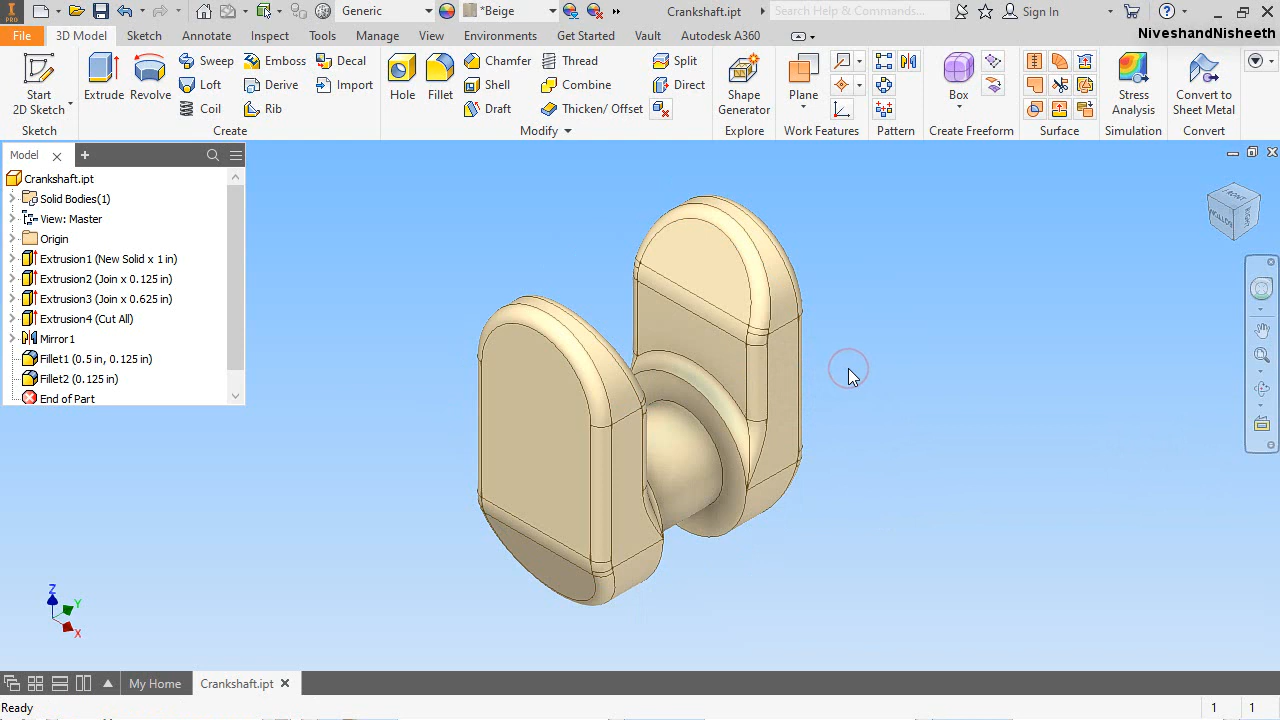 PRO
Generic
*Beige
Crankshaft.ipt
Search Help & Commands...
Sign In
NiveshandNisheeth
File
3D Model
Sketch
Annotate
Inspect
Tools
Manage
View
Environments
Get Started
Vault
Autodesk A360
Start
2D Sketch
Extrude
Revolve
Sweep
Loft
Coil
Emboss
Deriv
Rib
Decal
Import
Hole
Fillet
Chamfer
Shell
Draft
Thread
Combine
Thicken/ Offset
Split
Direct
Shape
Generator
Plane
Box
Stress
Analysis
Convert to
Sheet Metal
Sketch
Create
Modify
Explore
Work Features
Pattern
Create Freeform
Surface
Simulation
Convert
Model
Crankshaft.ipt
Solid Bodies(1)
View: Master
Origin
Extrusion1 (New Solid x 1 in)
Extrusion2 (Join x 0.125 in)
Extrusion3 (Join x 0.625 in)
Extrusion4 (Cut All)
Mirror1
Fillet1 (0.5 in, 0.125 in)
Fillet2 (0.125 in)
End of Part
FRONT
Z
Y
X
My Home
Crankshaft.ipt
Ready
1
1